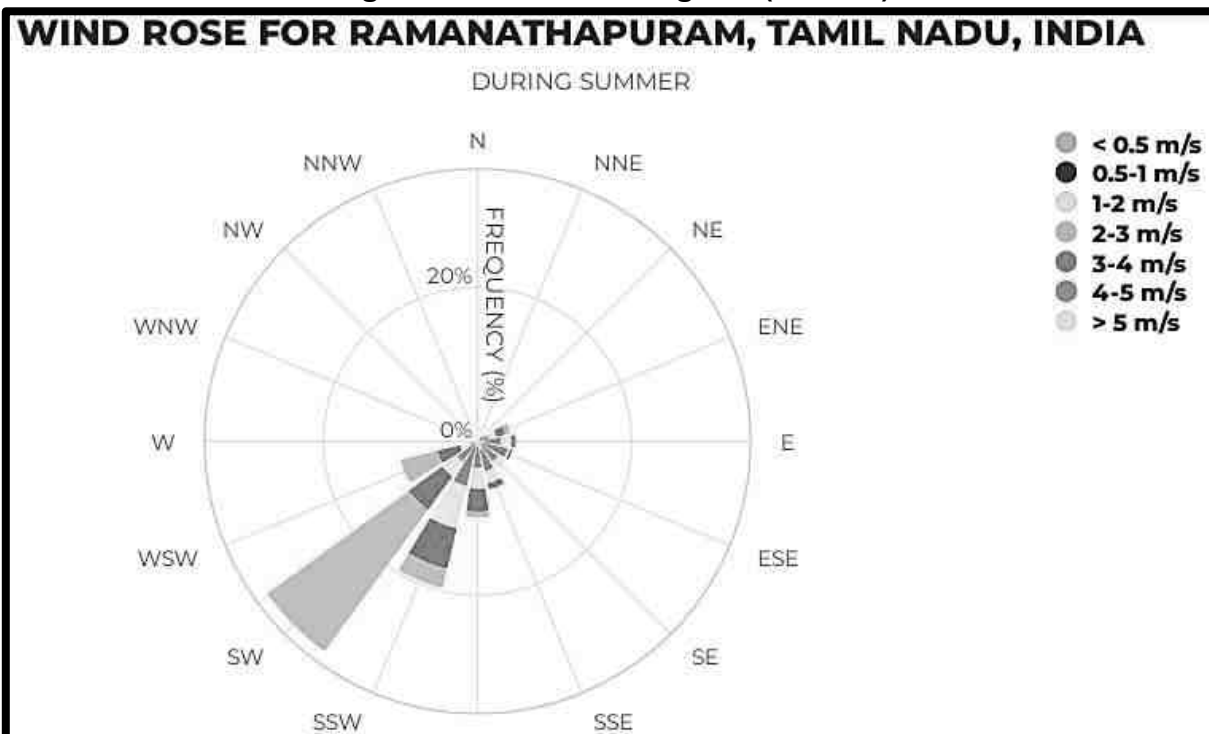 WIND ROSE FOR RAMANATHAPURAM, TAMIL NADU, INDIA
DURING SUMMER
N
NNW
NNE
NW
NE
FREQUENCY (%)
20%
WNW
ENE
0%
W
E
WSW
ESE
SW
SE
SSW
SSE
< 0.5 m/s
0.5-1 m/s
1-2 m/s
2-3 m/s
3-4 m/s
4-5 m/s
> 5 m/s